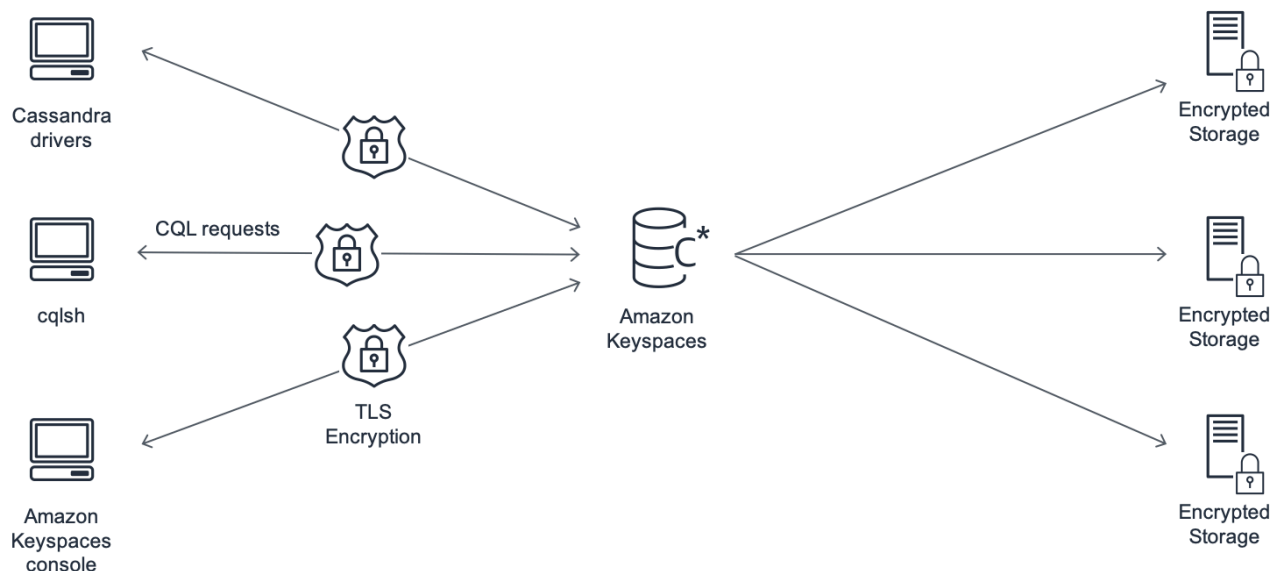 Cassandra
drivers
CQL requests
cqlsh
TLS
Encryption
Amazon
Keyspaces
console
C*
Amazon
Keyspaces
Encrypted
Storage
Encrypted
Storage
Encrypted
Storage